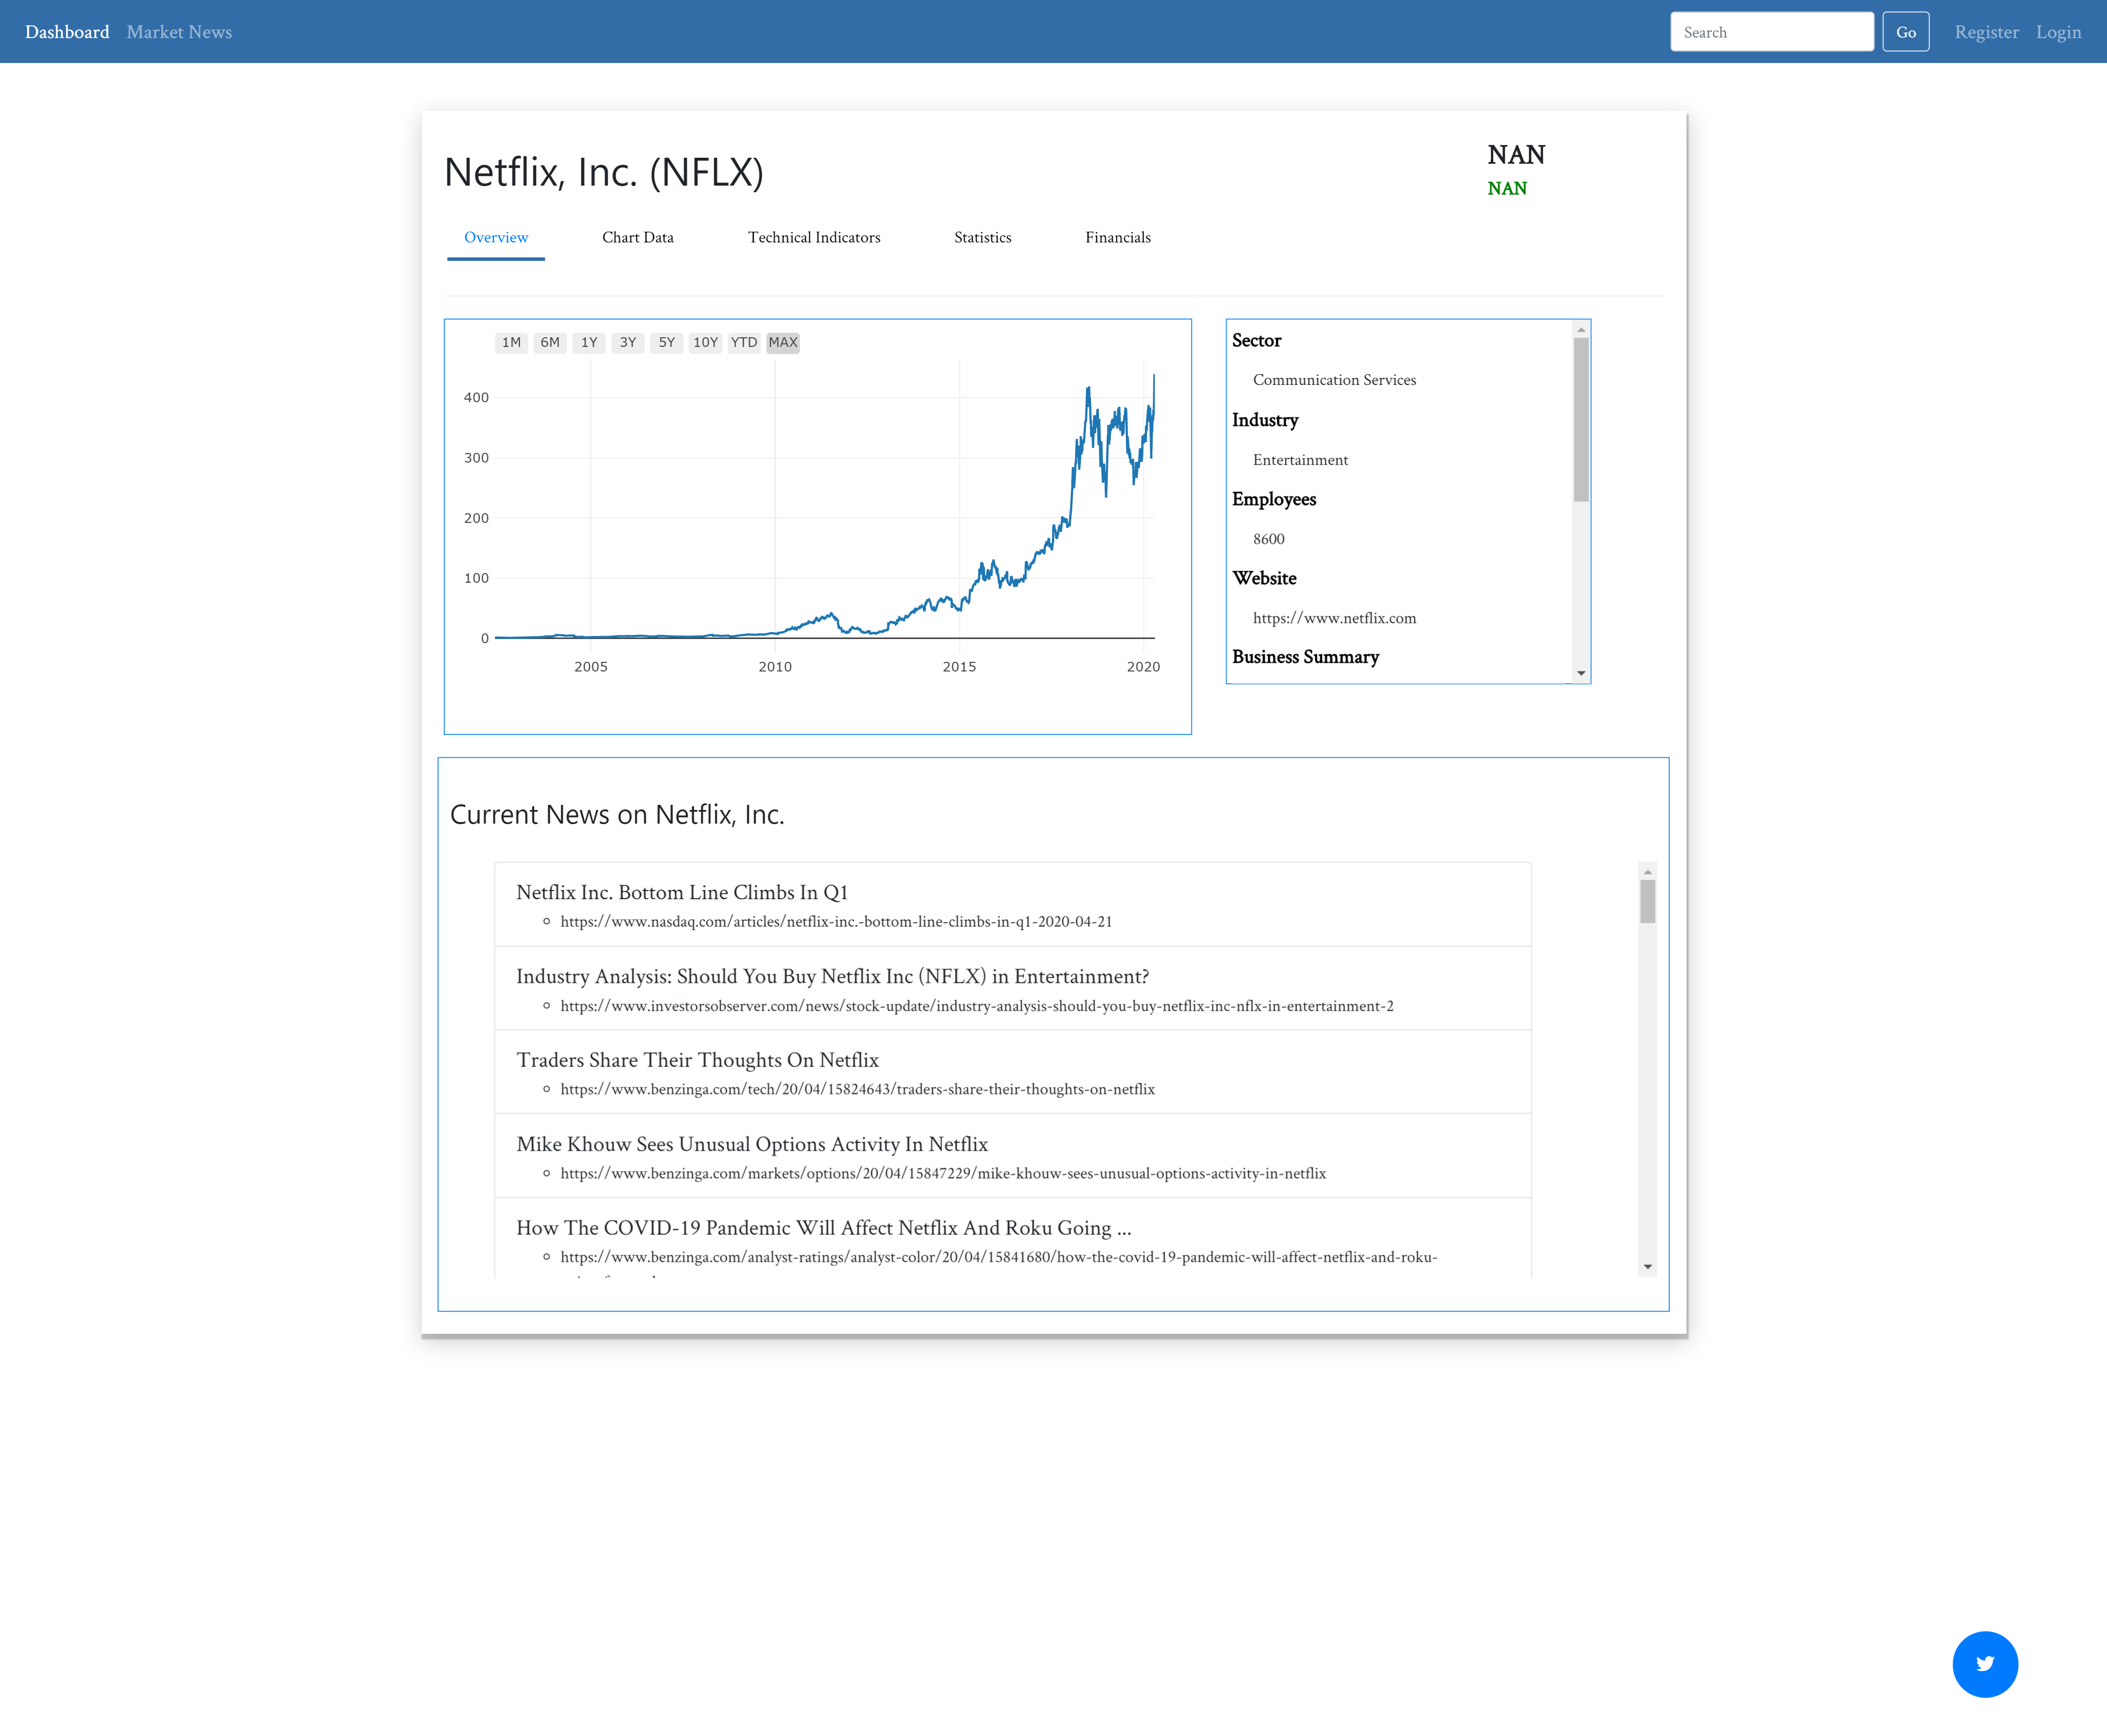 Dashboard Market News Search Go Register Login
Netflix, Inc. (NFLX)
NAN
NAN
Overview Chart Data Technical Indicators Statistics Financials
1M 6M 1Y 3Y 5Y 10Y YTD MAX
400
300
200
100
0
2005 2010 2015 2020
Sector
Communication Services
Industry
Entertainment
Employees
8600
Website
https://www.netflix.com
Business Summary
Current News on Netflix, Inc.
Netflix Inc. Bottom Line Climbs In Q1
https://www.nasdaq.com/articles/netflix-inc.-bottom-line-climbs-in-q1-2020-04-21
Industry Analysis: Should You Buy Netflix Inc (NFLX) in Entertainment?
https://www.investorsobserver.com/news/stock-update/industry-analysis-should-you-buy-netflix-inc-nflx-in-entertainment-2
Traders Share Their Thoughts On Netflix
https://www.benzinga.com/tech/20/04/15824643/traders-share-their-thoughts-on-netflix
Mike Khouw Sees Unusual Options Activity In Netflix
https://www.benzinga.com/markets/options/20/04/15847229/mike-khouw-sees-unusual-options-activity-in-netflix
How The COVID-19 Pandemic Will Affect Netflix And Roku Going ...
https://www.benzinga.com/analyst-ratings/analyst-color/20/04/15841680/how-the-covid-19-pandemic-will-affect-netflix-and-roku-